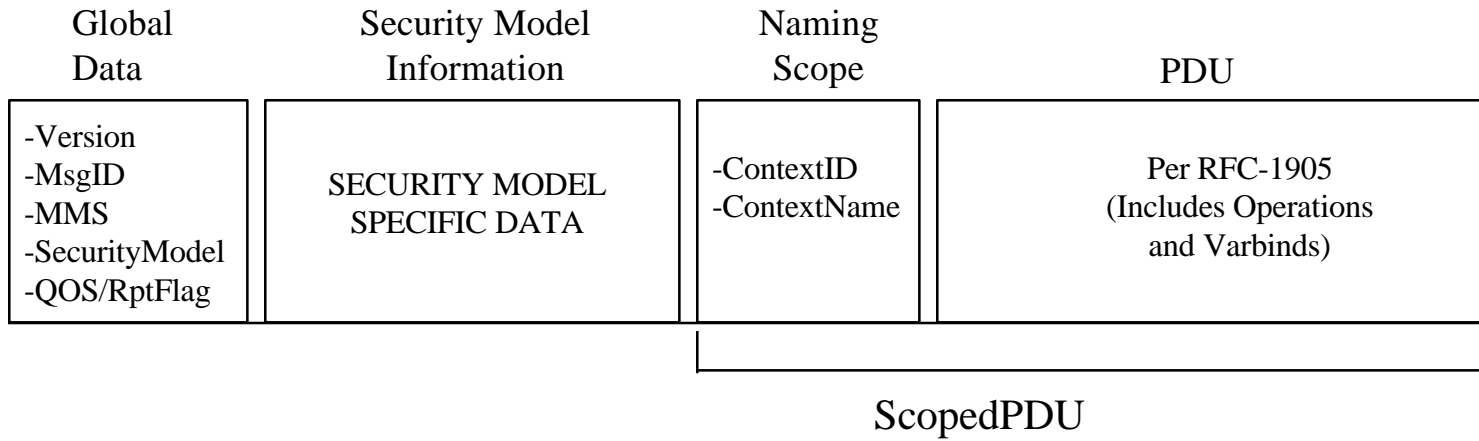 Global
Data
Security Model
Information
Naming
Scope
PDU
-Version
-MsgID
-MMS
-SecurityModel
-QOS/RptFlag
SECURITY MODEL
SPECIFIC DATA
-ContextID
-ContextName
Per RFC-1905
(Includes Operations
and Varbinds)
ScopedPDU